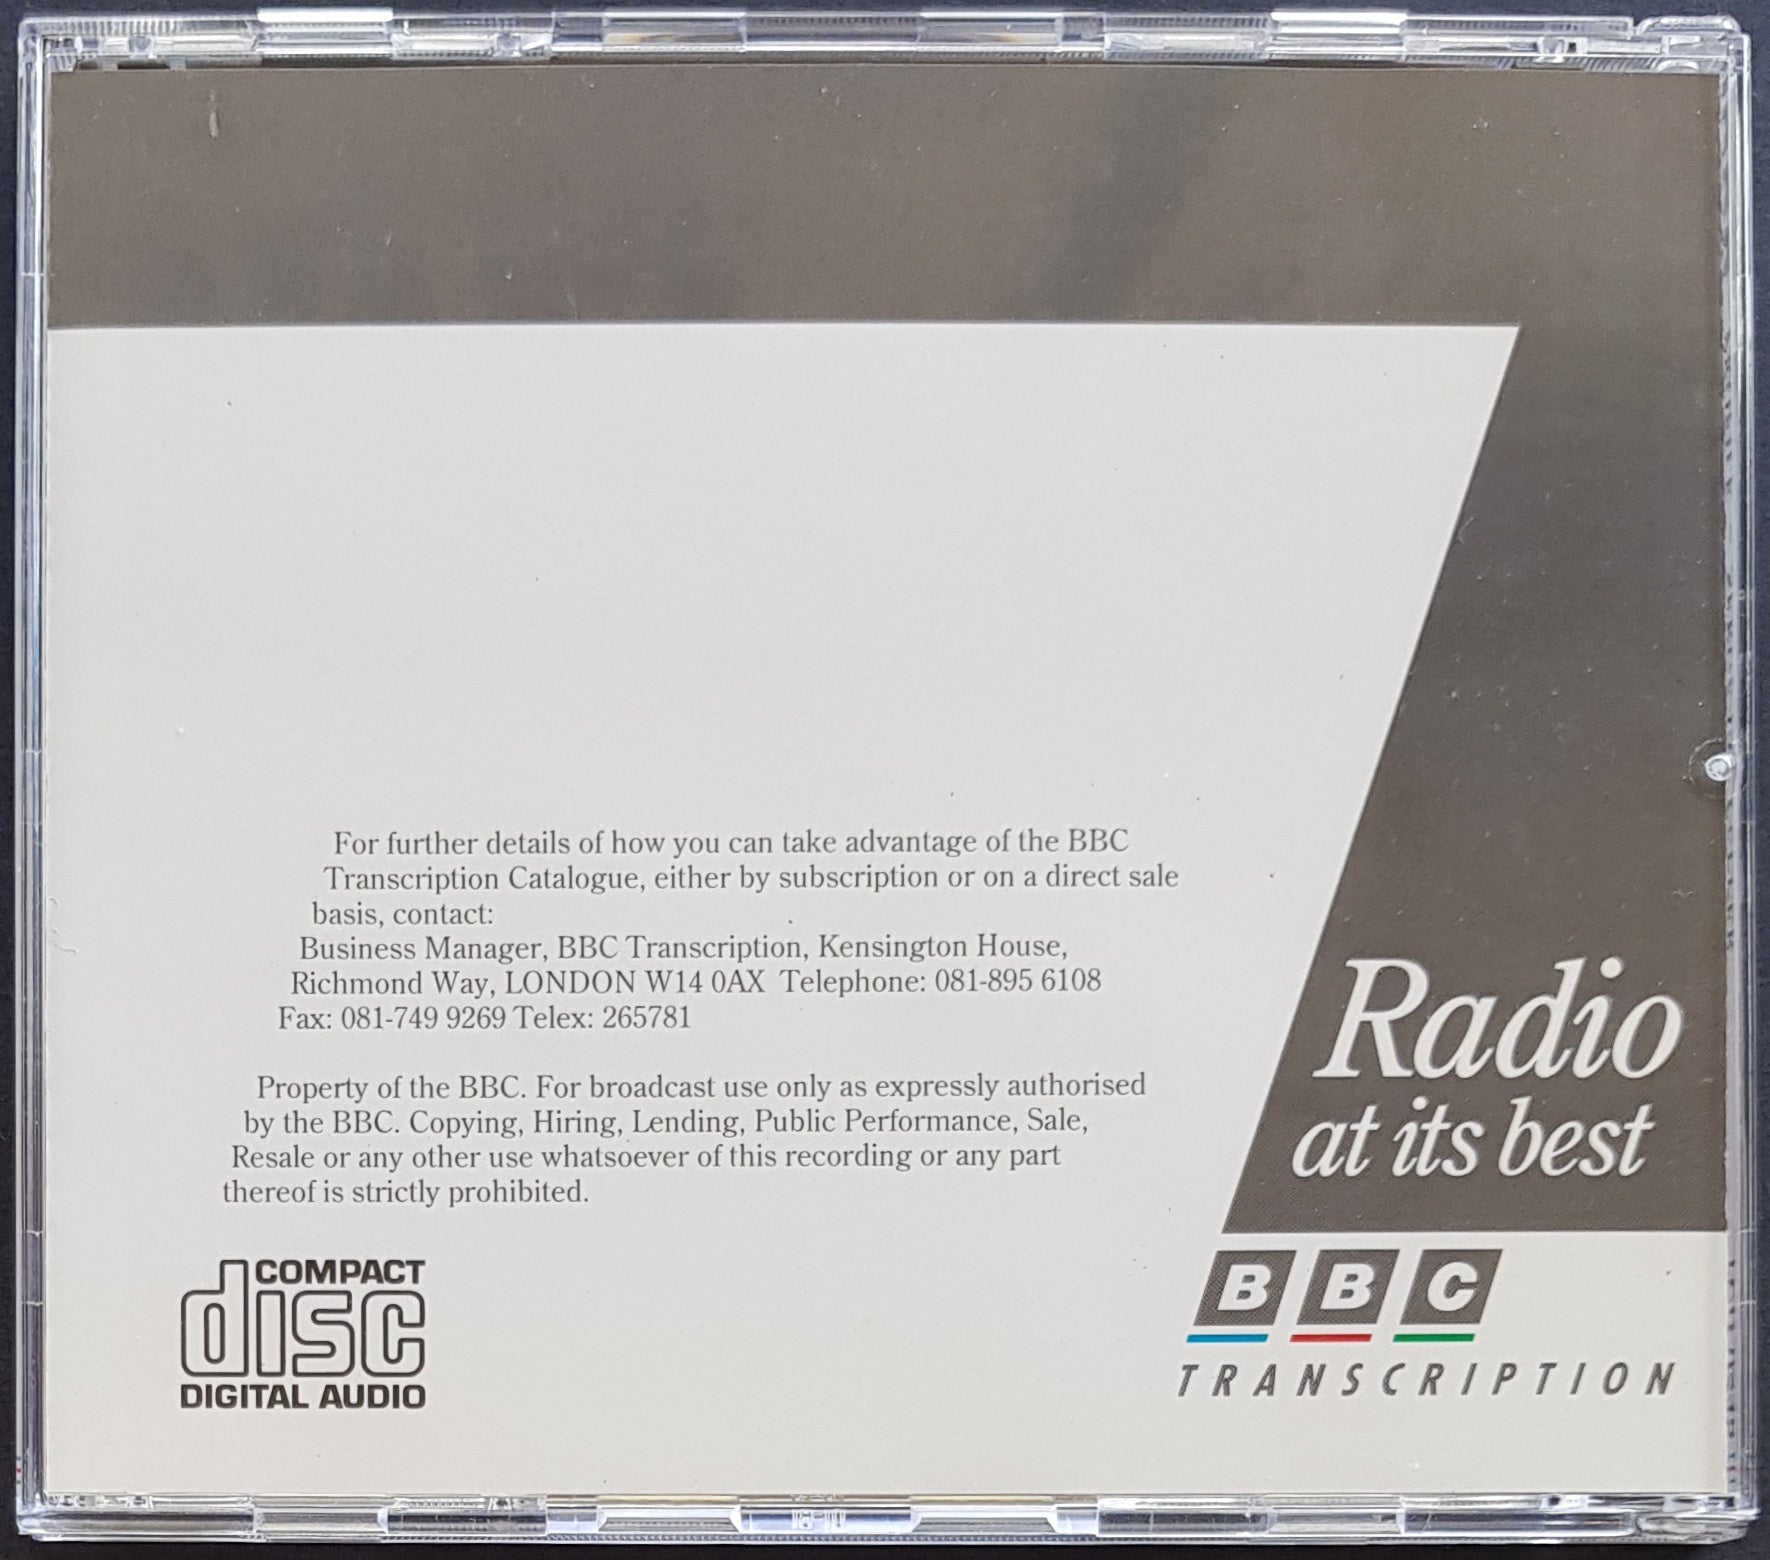 For further details of how you can take advantage of the BBC
Transcription Catalogue, either by subscription or on a direct sale
basis, contact:
Business Manager, BBC Transcription, Kensington House,
Richmond Way, LONDON W14 0AX Telephone: 081-895 6108
Fax: 081-749 9269 Telex: 265781
Property of the BBC. For broadcast use only as expressly authorised
by the BBC. Copying, Hiring, Lending, Public Performance, Sale,
Resale or any other use whatsoever of this recording or any part
thereof is strictly prohibited.
Radio
at its best
COMPACT
disc
DIGITAL AUDIO
BBC
TRANSCRIPTION